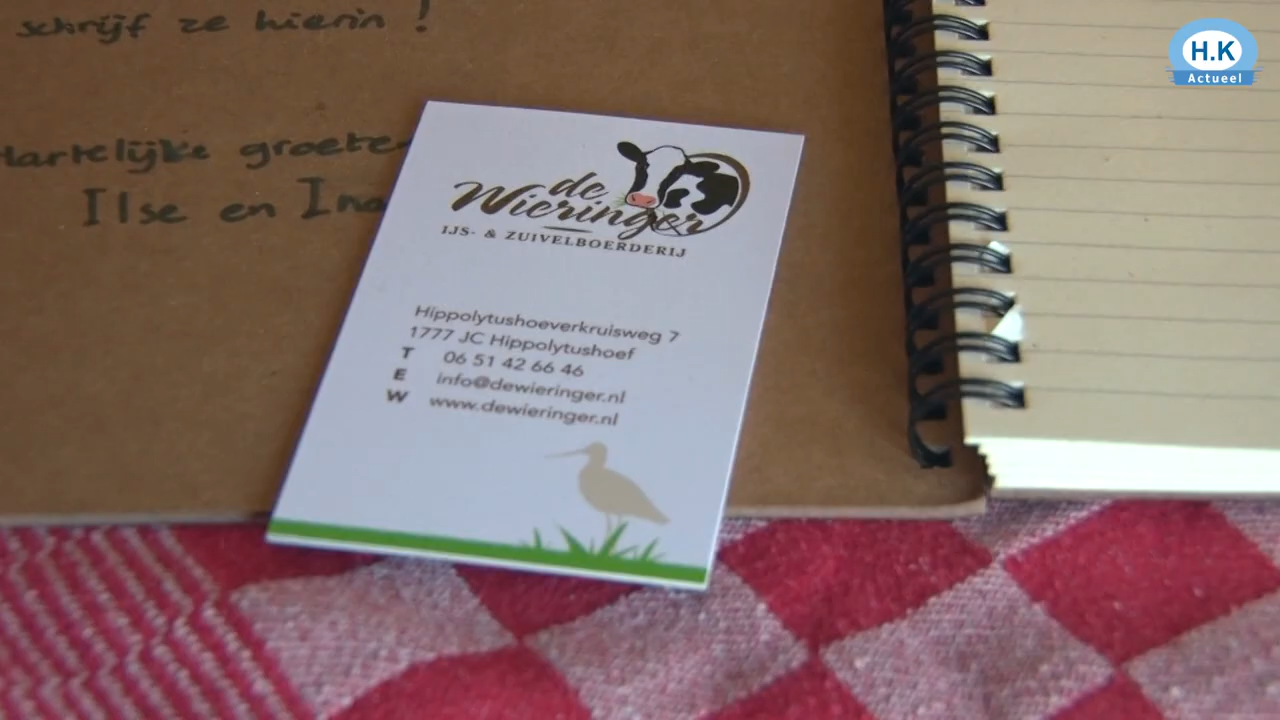 schrijf ze hierin !
Hartelijke groeten
Ilse en Ina
de
Wieringer
IJS- & ZUIVELBOERDERIJ
Hippolytushoeverkruisweg 7
1777 JC Hippolytushoef
T 06 51 42 66 46
E info@dewieringer.nl
W www.dewieringer.nl
H.K
Actueel